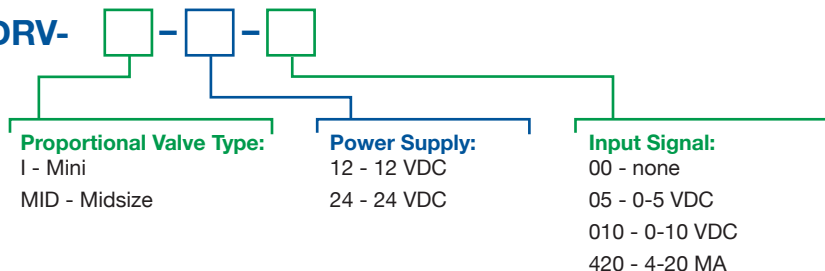 DRV-
Proportional Valve Type:
I - Mini
MID - Midsize
Power Supply:
12 - 12 VDC
24 - 24 VDC
Input Signal:
00 - none
05 - 0-5 VDC
010 - 0-10 VDC
420 - 4-20 MA